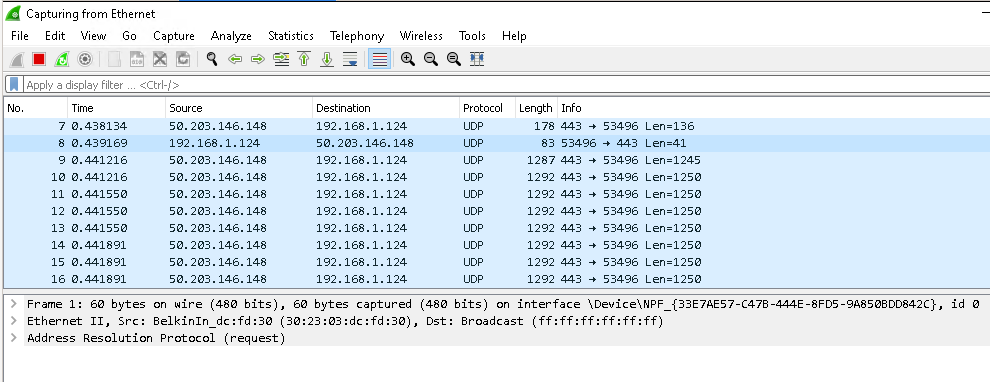 Capturing from Ethernet
File Edit View Go Capture Analyze Statistics Telephony Wireless Tools Help
Apply a display filter ... <Ctrl-/>
No. Time Source Destination Protocol Length Info
7 0.438134 50.203.146.148 192.168.1.124 UDP 178 443 → 53496 Len=136
8 0.439169 192.168.1.124 50.203.146.148 UDP 83 53496 → 443 Len=41
9 0.441216 50.203.146.148 192.168.1.124 UDP 1287 443 → 53496 Len=1245
10 0.441216 50.203.146.148 192.168.1.124 UDP 1292 443 → 53496 Len=1250
11 0.441550 50.203.146.148 192.168.1.124 UDP 1292 443 → 53496 Len=1250
12 0.441550 50.203.146.148 192.168.1.124 UDP 1292 443 → 53496 Len=1250
13 0.441550 50.203.146.148 192.168.1.124 UDP 1292 443 → 53496 Len=1250
14 0.441891 50.203.146.148 192.168.1.124 UDP 1292 443 → 53496 Len=1250
15 0.441891 50.203.146.148 192.168.1.124 UDP 1292 443 → 53496 Len=1250
16 0.441891 50.203.146.148 192.168.1.124 UDP 1292 443 → 53496 Len=1250
Frame 1: 60 bytes on wire (480 bits), 60 bytes captured (480 bits) on interface \Device\NPF_{33E7AE57-C47B-444E-8FD5-9A850BDD842C}, id 0
Ethernet II, Src: BelkinIn_dc:fd:30 (30:23:03:dc:fd:30), Dst: Broadcast (ff:ff:ff:ff:ff:ff)
Address Resolution Protocol (request)